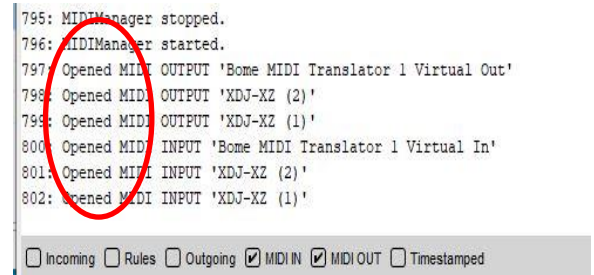 795: MIDIManager stopped.
796: MIDIManager started.
797: Opened MIDI OUTPUT 'Bome MIDI Translator 1 Virtual Out'
798: Opened MIDI OUTPUT 'XDJ-XZ (2)'
799: Opened MIDI OUTPUT 'XDJ-XZ (1)'
800: Opened MIDI INPUT 'Bome MIDI Translator 1 Virtual In'
801: Opened MIDI INPUT 'XDJ-XZ (2)'
802: Opened MIDI INPUT 'XDJ-XZ (1)'
Incoming Rules Outgoing MIDI IN MIDI OUT Timestamped